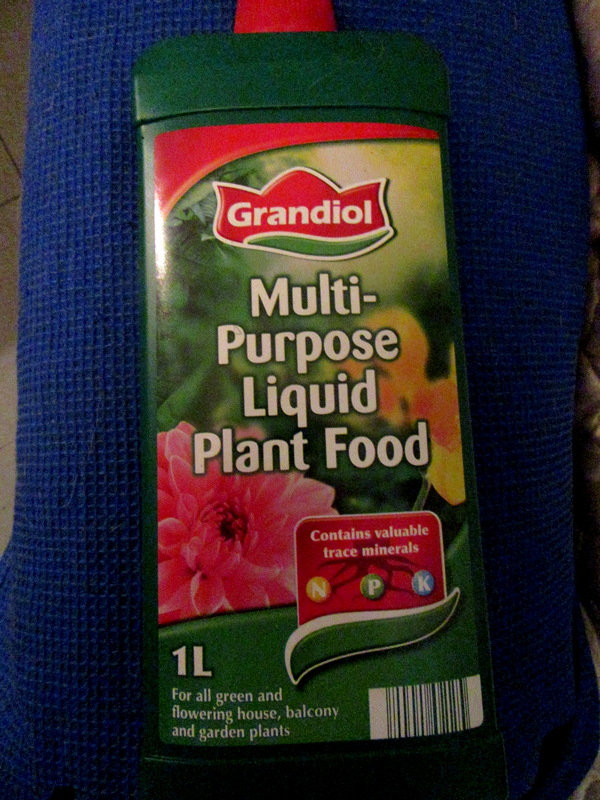 Grandiol
Multi-
Purpose
Liquid
Plant Food
Contains valuable
trace minerals
N P K
1L
For all green and
flowering house, balcony
and garden plants